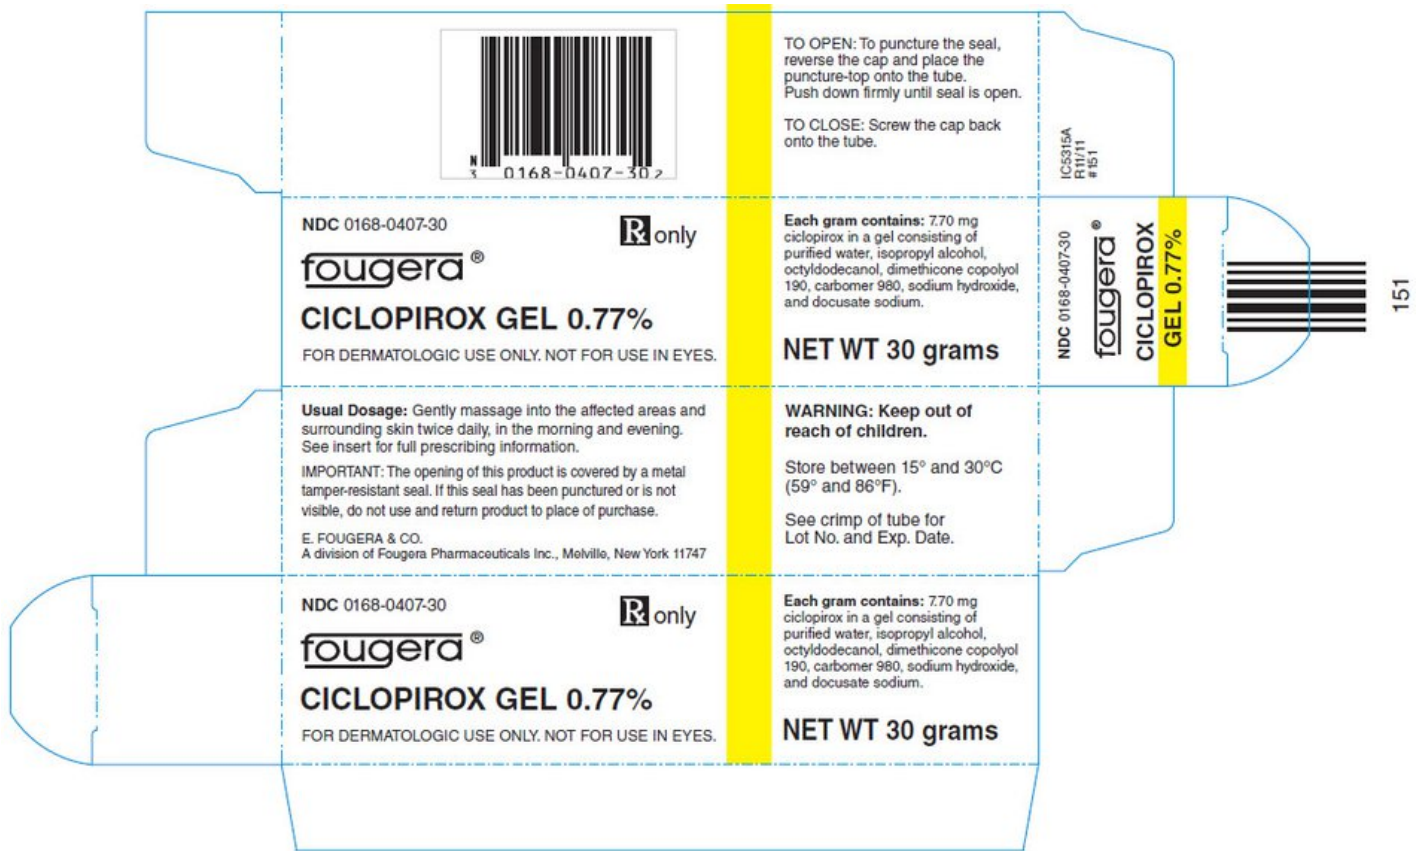 N
3 0168-0407-30 2
TO OPEN: To puncture the seal,
reverse the cap and place the
puncture-top onto the tube.
Push down firmly until seal is open.
TO CLOSE: Screw the cap back
onto the tube.
IC5315A
R11/11
#151
NDC 0168-0407-30
Rx only
fougera®
CICLOPIROX GEL 0.77%
FOR DERMATOLOGIC USE ONLY. NOT FOR USE IN EYES.
Each gram contains: 7.70 mg
ciclopirox in a gel consisting of
purified water, isopropyl alcohol,
octyldodecanol, dimethicone copolyol
190, carbomer 980, sodium hydroxide,
and docusate sodium.
NET WT 30 grams
NDC 0168-0407-30
fougera®
CICLOPIROX
GEL 0.77%
151
Usual Dosage: Gently massage into the affected areas and
surrounding skin twice daily, in the morning and evening.
See insert for full prescribing information.
IMPORTANT: The opening of this product is covered by a metal
tamper-resistant seal. If this seal has been punctured or is not
visible, do not use and return product to place of purchase.
E. FOUGERA & CO.
A division of Fougera Pharmaceuticals Inc., Melville, New York 11747
WARNING: Keep out of
reach of children.
Store between 15° and 30°C
(59° and 86°F).
See crimp of tube for
Lot No. and Exp. Date.
NDC 0168-0407-30
Rx only
fougera®
CICLOPIROX GEL 0.77%
FOR DERMATOLOGIC USE ONLY. NOT FOR USE IN EYES.
Each gram contains: 7.70 mg
ciclopirox in a gel consisting of
purified water, isopropyl alcohol,
octyldodecanol, dimethicone copolyol
190, carbomer 980, sodium hydroxide,
and docusate sodium.
NET WT 30 grams